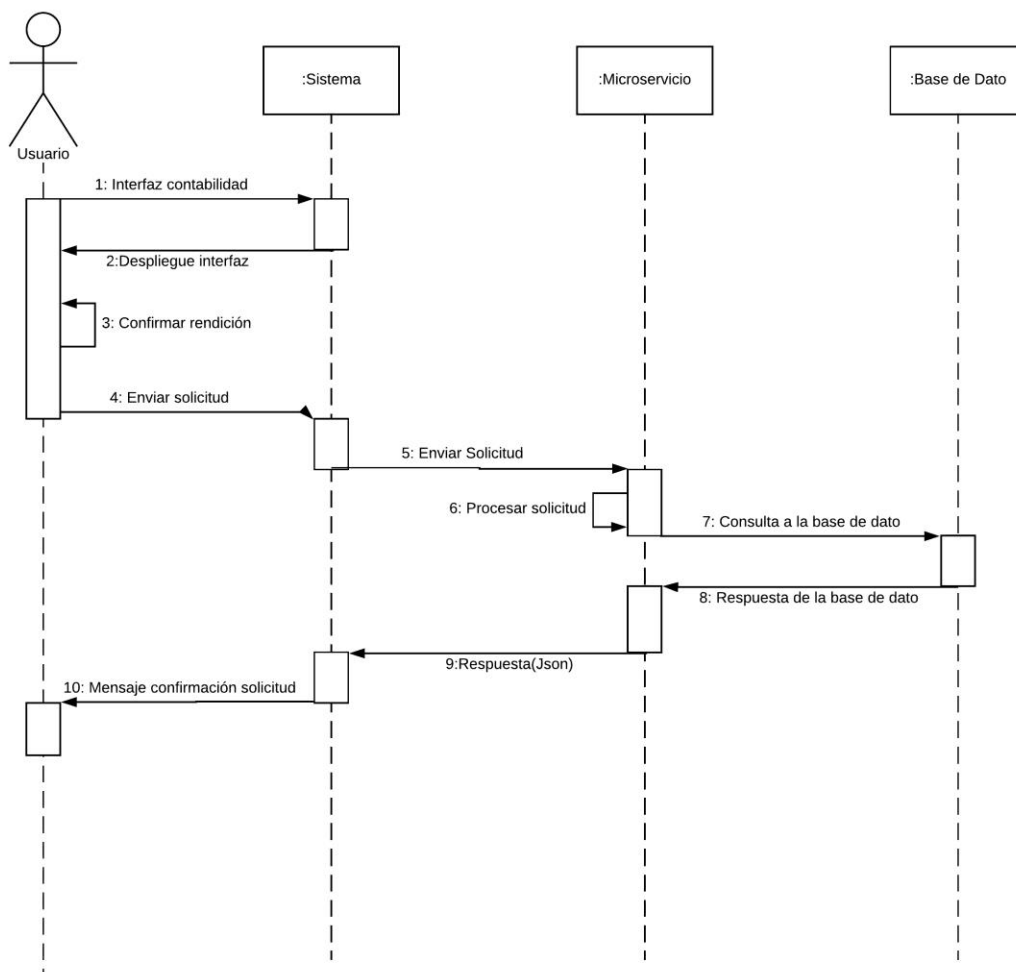 :Sistema
:Microservicio
:Base de Dato
Usuario
1: Interfaz contabilidad
2:Despliegue interfaz
3: Confirmar rendición
4: Enviar solicitud
5: Enviar Solicitud
6: Procesar solicitud
7: Consulta a la base de dato
8: Respuesta de la base de dato
9:Respuesta(Json)
10: Mensaje confirmación solicitud